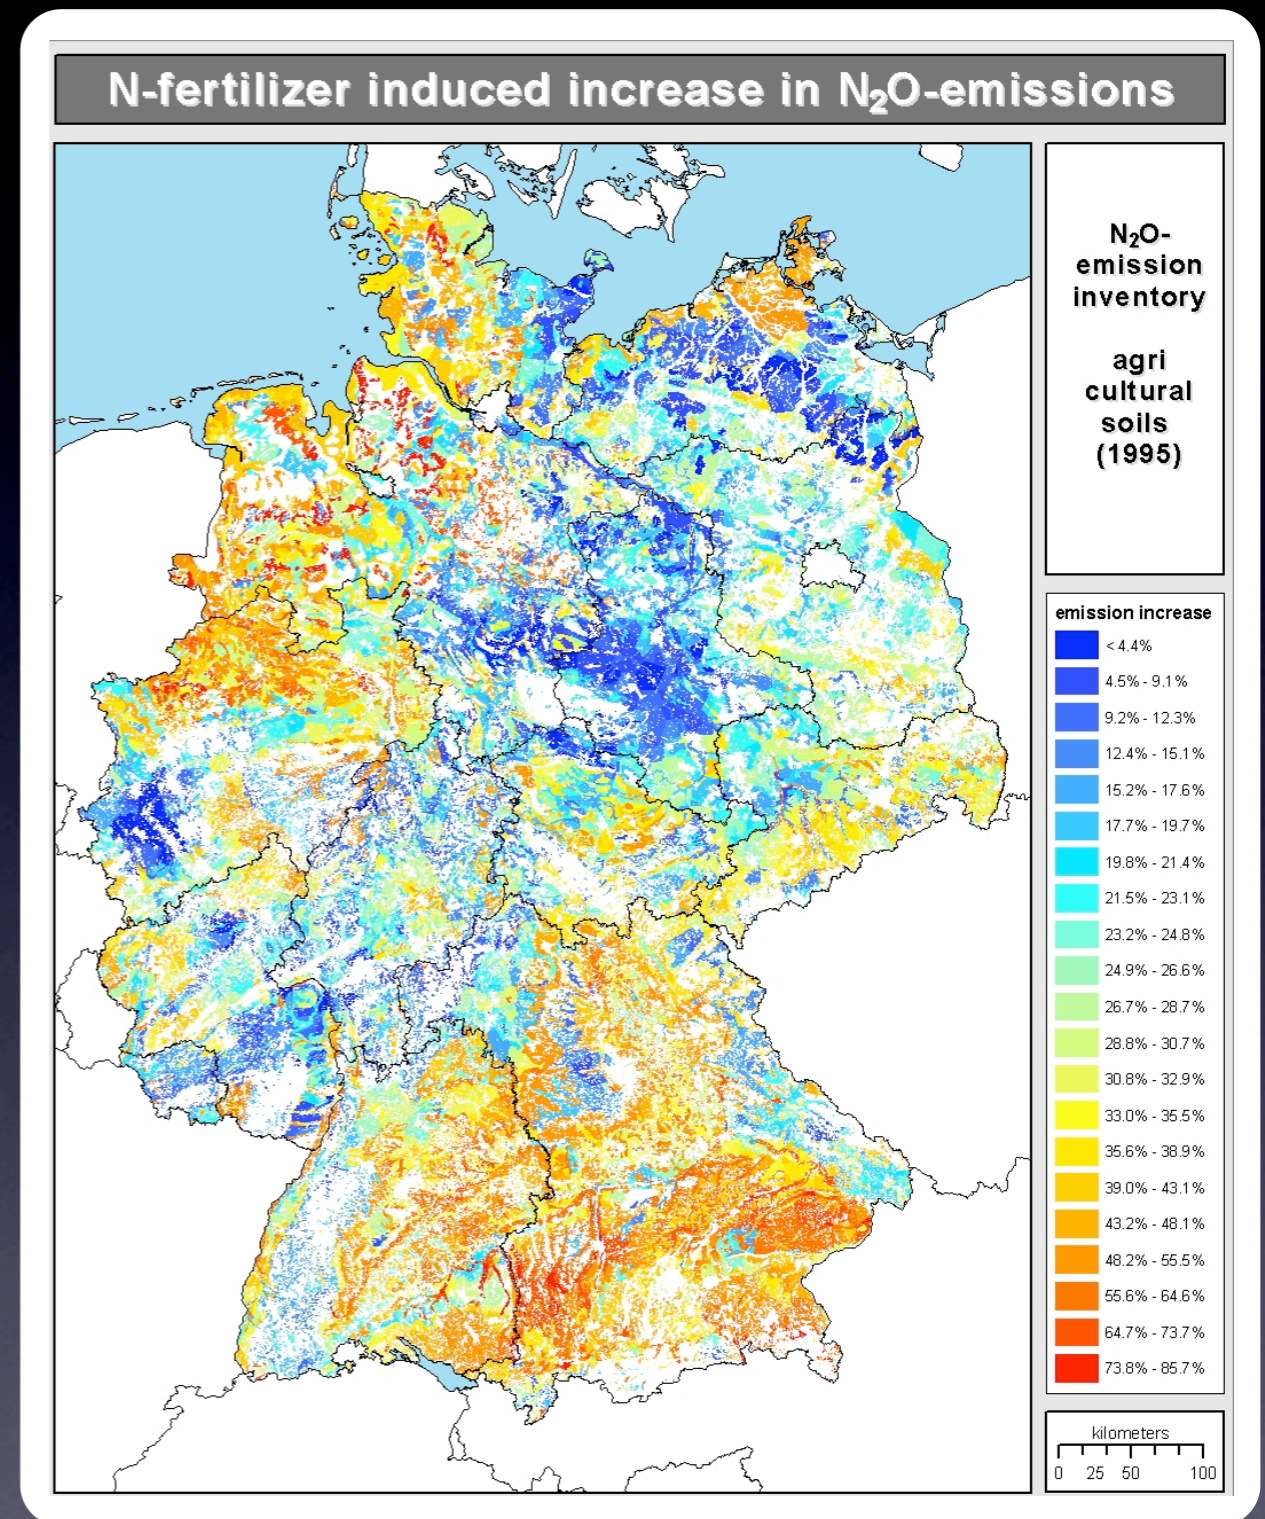 N-fertilizer induced increase in N₂O-emissions
N₂O-
emission
inventory
agri
cultural
soils
(1995)
emission increase
< 4.4%
4.5% - 9.1%
9.2% - 12.3%
12.4% - 15.1%
15.2% - 17.6%
17.7% - 19.7%
19.8% - 21.4%
21.5% - 23.1%
23.2% - 24.8%
24.9% - 26.6%
26.7% - 28.7%
28.8% - 30.7%
30.8% - 32.9%
33.0% - 35.5%
35.6% - 38.9%
39.0% - 43.1%
43.2% - 48.1%
48.2% - 55.5%
55.6% - 64.6%
64.7% - 73.7%
73.8% - 85.7%
kilometers
0 25 50 100